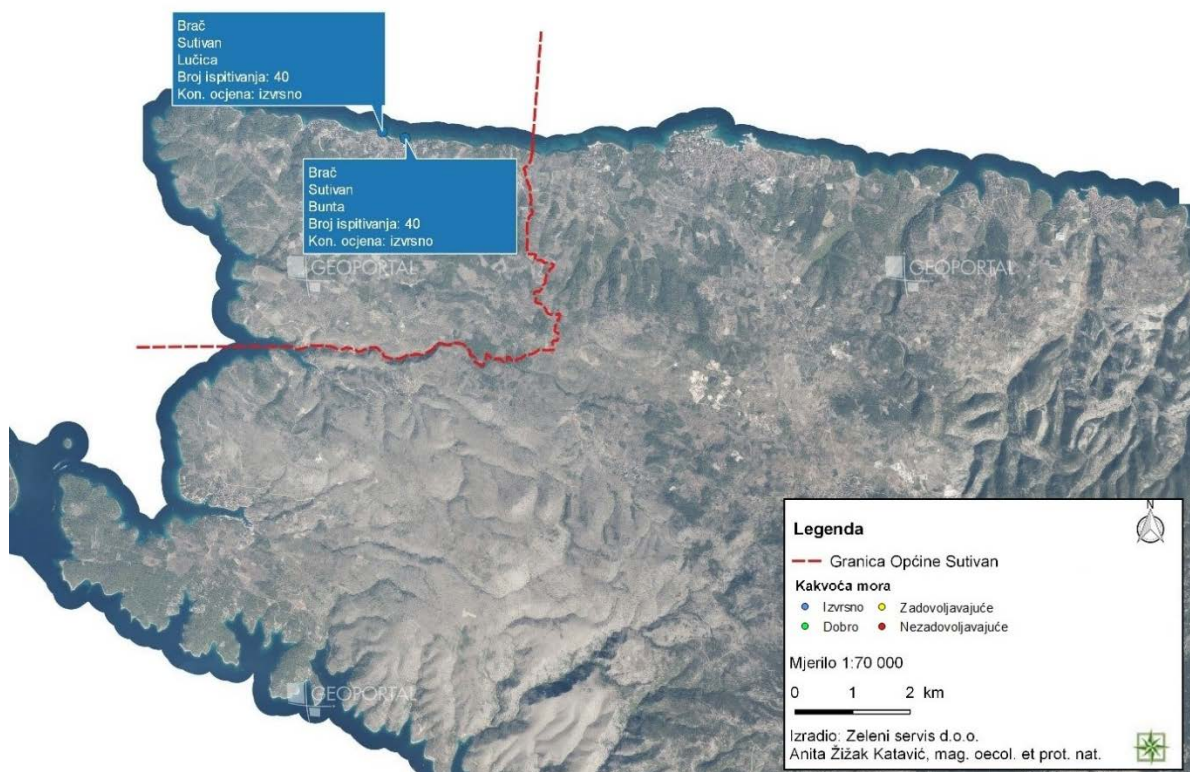 Brač
Sutivan
Lučica
Broj ispitivanja: 40
Kon. ocjena: izvrsno
Brač
Sutivan
Bunta
Broj ispitivanja: 40
Kon. ocjena: izvrsno
GEOPORTAL
GEOPORTAL
GEOPORTAL
Legenda
N
Granica Općine Sutivan
Kakvoća mora
Izvrsno Zadovoljavajuće
Dobro Nezadovoljavajuće
Mjerilo 1:70 000
0 1 2 km
Izradio: Zeleni servis d.o.o.
Anita Žižak Katavić, mag. oecol. et prot. nat.